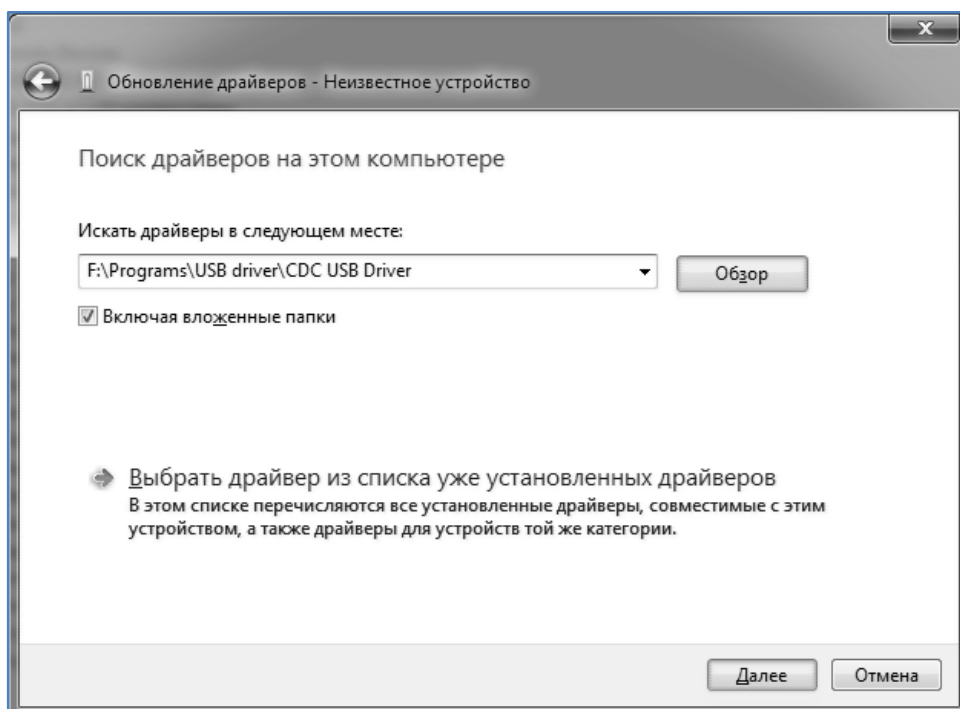 x
Обновление драйверов - Неизвестное устройство
Поиск драйверов на этом компьютере
Искать драйверы в следующем месте:
F:\Programs\USB driver\CDC USB Driver
Обзор
Включая вложенные папки
Выбрать драйвер из списка уже установленных драйверов
В этом списке перечисляются все установленные драйверы, совместимые с этим
устройством, а также драйверы для устройств той же категории.
Далее
Отмена